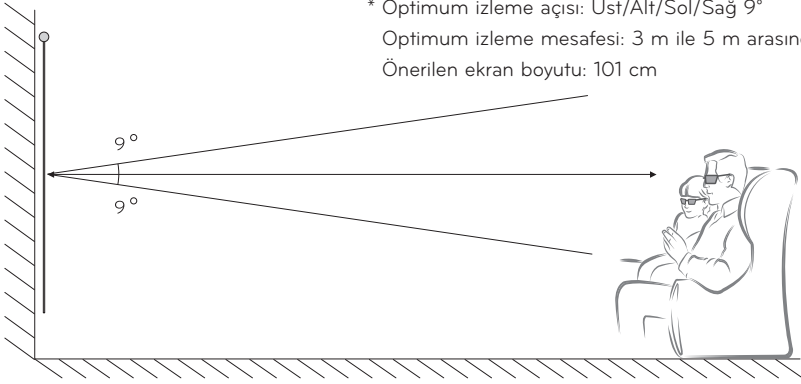 * Optimum izleme açısı: Üst/Alt/Sol/Sağ 9°
Optimum izleme mesafesi: 3 m ile 5 m
Önerilen ekran boyutu: 101 cm
9°
9°